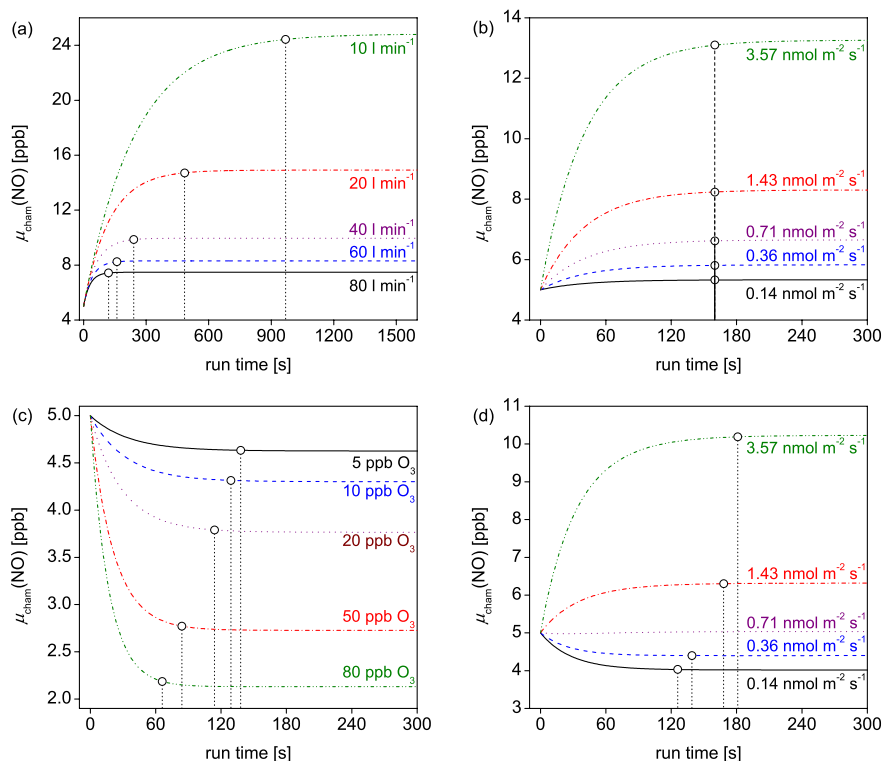 (a)
24
20
16
12
8
4
μcham(NO) [ppb]
10 l min⁻¹
20 l min⁻¹
40 l min⁻¹
60 l min⁻¹
80 l min⁻¹
0 300 600 900 1200 1500
run time [s]
(b)
14
12
10
8
6
4
μcham(NO) [ppb]
3.57 nmol m⁻² s⁻¹
1.43 nmol m⁻² s⁻¹
0.71 nmol m⁻² s⁻¹
0.36 nmol m⁻² s⁻¹
0.14 nmol m⁻² s⁻¹
0 60 120 180 240 300
run time [s]
(c)
5.0
4.5
4.0
3.5
3.0
2.5
2.0
μcham(NO) [ppb]
5 ppb O₃
10 ppb O₃
20 ppb O₃
50 ppb O₃
80 ppb O₃
0 60 120 180 240 300
run time [s]
(d)
11
10
9
8
7
6
5
4
3
μcham(NO) [ppb]
3.57 nmol m⁻² s⁻¹
1.43 nmol m⁻² s⁻¹
0.71 nmol m⁻² s⁻¹
0.36 nmol m⁻² s⁻¹
0.14 nmol m⁻² s⁻¹
0 60 120 180 240 300
run time [s]